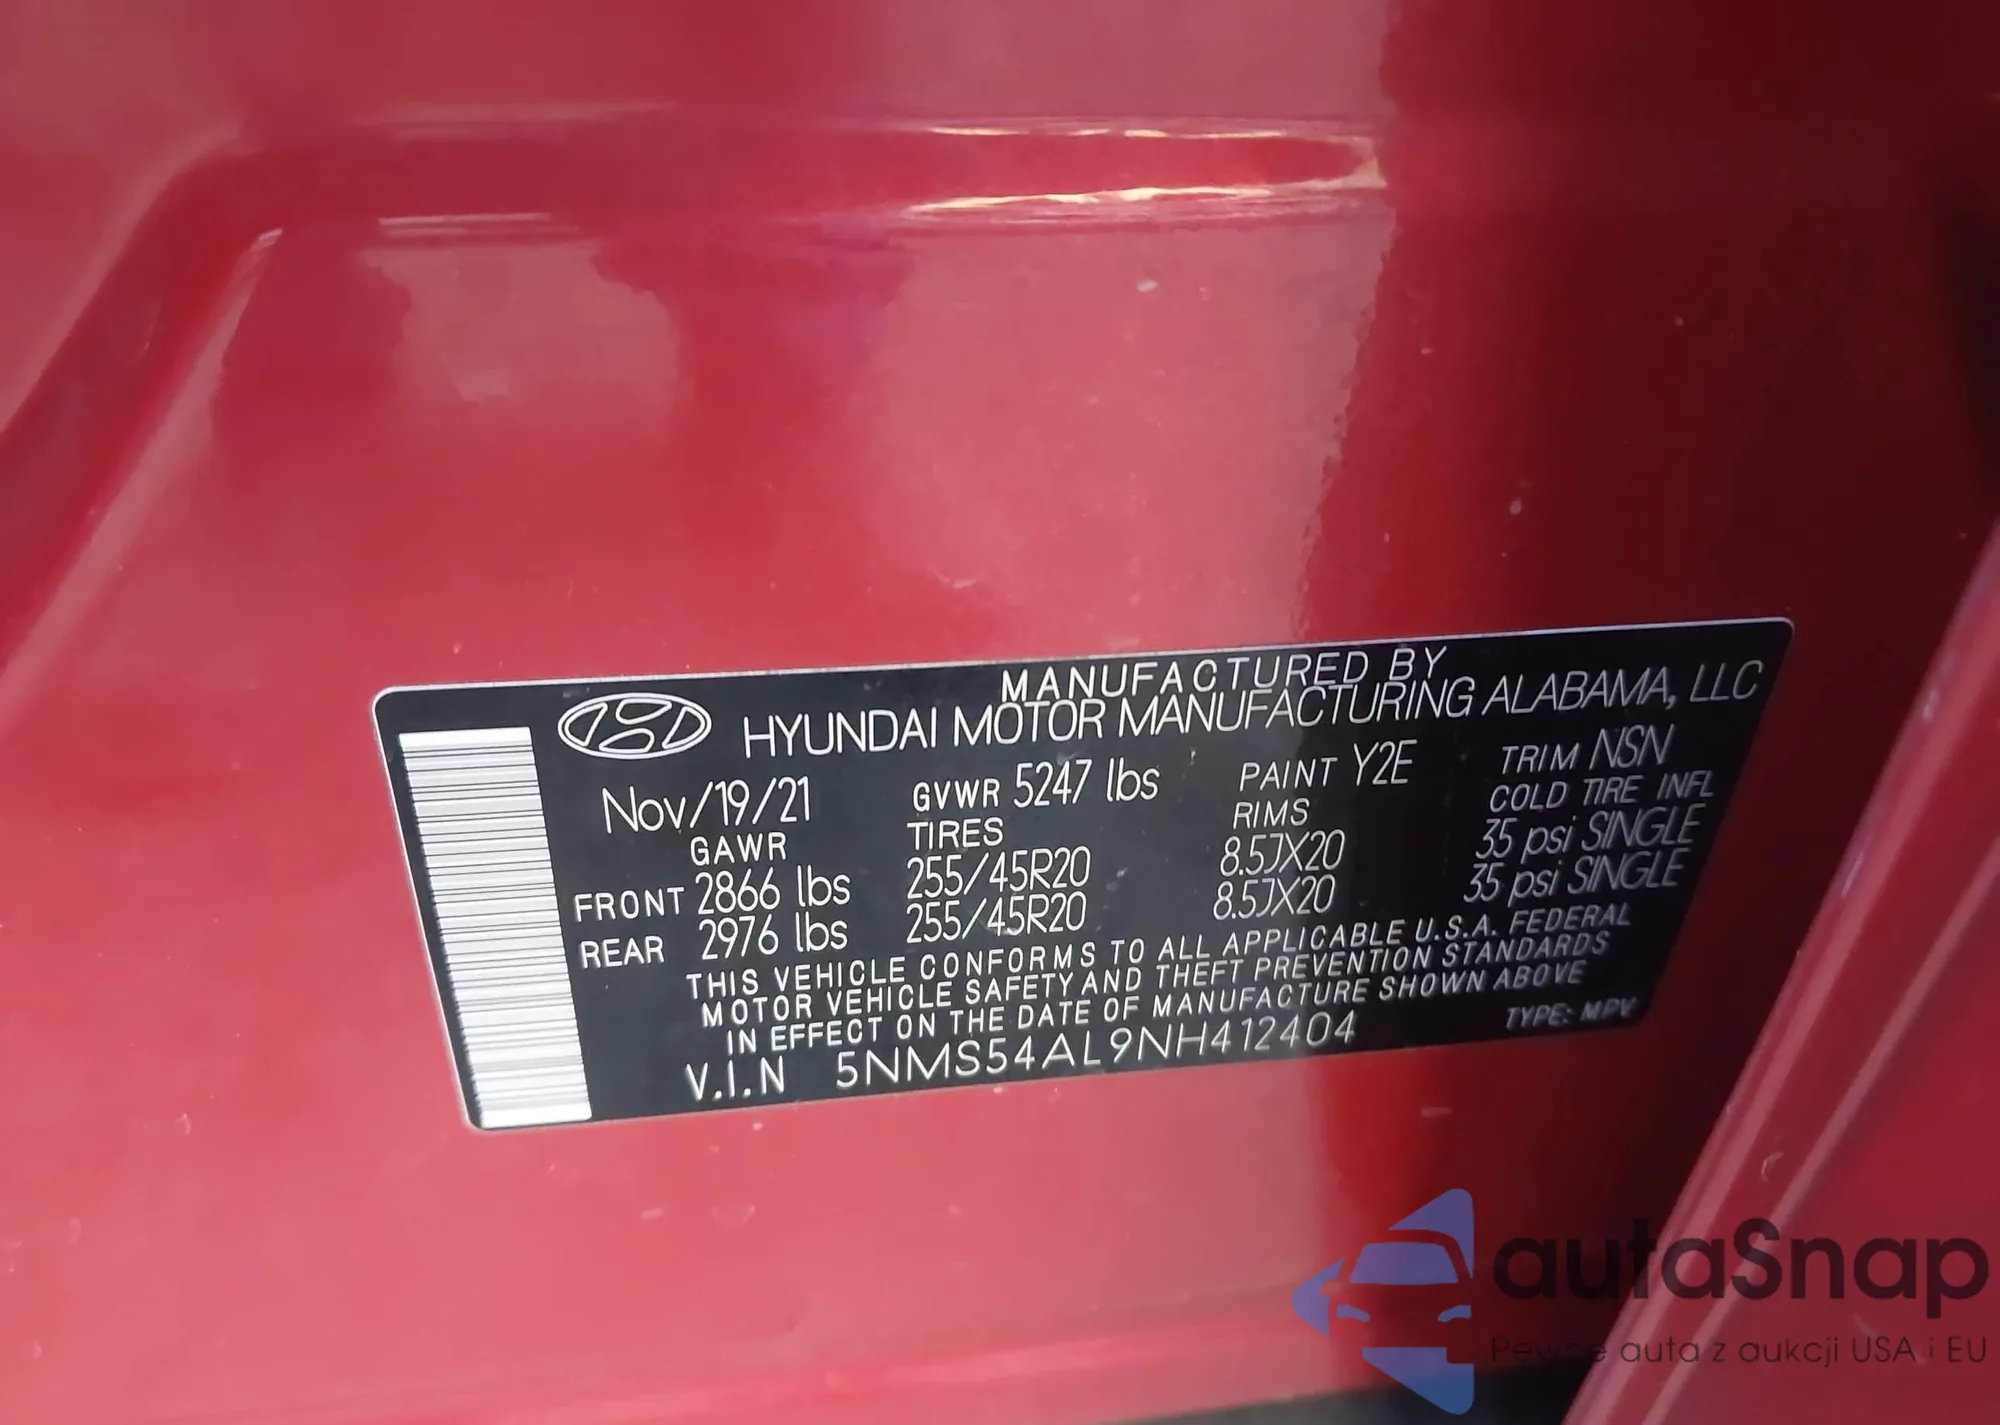 MANUFACTURED BY
HYUNDAI MOTOR MANUFACTURING ALABAMA, LLC
Nov/19/21 GVWR 5247 lbs PAINT Y2E TRIM NSN
GAWR TIRES RIMS COLD TIRE INFL
FRONT 2866 lbs 255/45R20 8.5JX20 35 psi SINGLE
REAR 2976 lbs 255/45R20 8.5JX20 35 psi SINGLE
THIS VEHICLE CONFORMS TO ALL APPLICABLE U.S.A. FEDERAL
MOTOR VEHICLE SAFETY AND THEFT PREVENTION STANDARDS
IN EFFECT ON THE DATE OF MANUFACTURE SHOWN ABOVE
V.I.N 5NMS54AL9NH412404 TYPE: MPV
autaSnap
Pewne auta z aukcji USA i EU